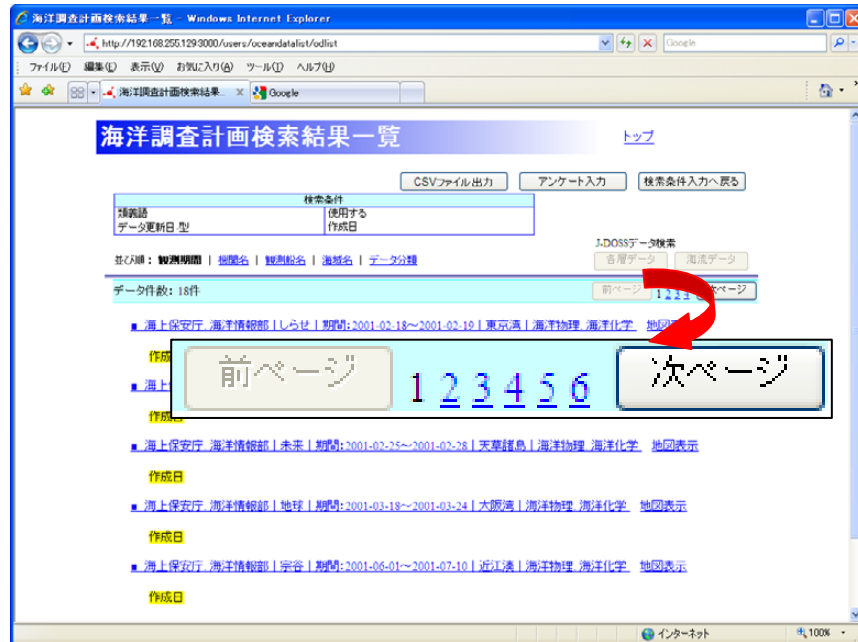 海洋調査計画検索結果一覧 - Windows Internet Explorer
http://192.168.255.129:3000/users/oceandatalist/odlist
Google
ファイル(F) 編集(E) 表示(V) お気に入り(A) ツール(T) ヘルプ(H)
海洋調査計画検索結果... Google
海洋調査計画検索結果一覧 トップ
CSVファイル出力 アンケート入力 検索条件入力へ戻る
検索条件
類義語 使用する
データ更新日_型 作成日
J-DOSSデータ検索
並び順: 観測期間 | 機関名 | 観測船名 | 海域名 | データ分類 各層データ 海流データ
データ件数: 18件 前ページ 1 2 3 4 ページ
■ 海上保安庁_海洋情報部 | しらせ | 期間:2001-02-18～2001-02-19 | 東京湾 | 海洋物理_海洋化学 地図
作成
前ページ 1 2 3 4 5 6 次ページ
■ 海上
作成日
■ 海上保安庁_海洋情報部 | 未来 | 期間:2001-02-25～2001-02-28 | 天草諸島 | 海洋物理_海洋化学 地図表示
作成日
■ 海上保安庁_海洋情報部 | 地球 | 期間:2001-03-18～2001-03-24 | 大阪湾 | 海洋物理_海洋化学 地図表示
作成日
■ 海上保安庁_海洋情報部 | 宗谷 | 期間:2001-06-01～2001-07-10 | 近江湊 | 海洋物理_海洋化学 地図表示
作成日
インターネット 100%